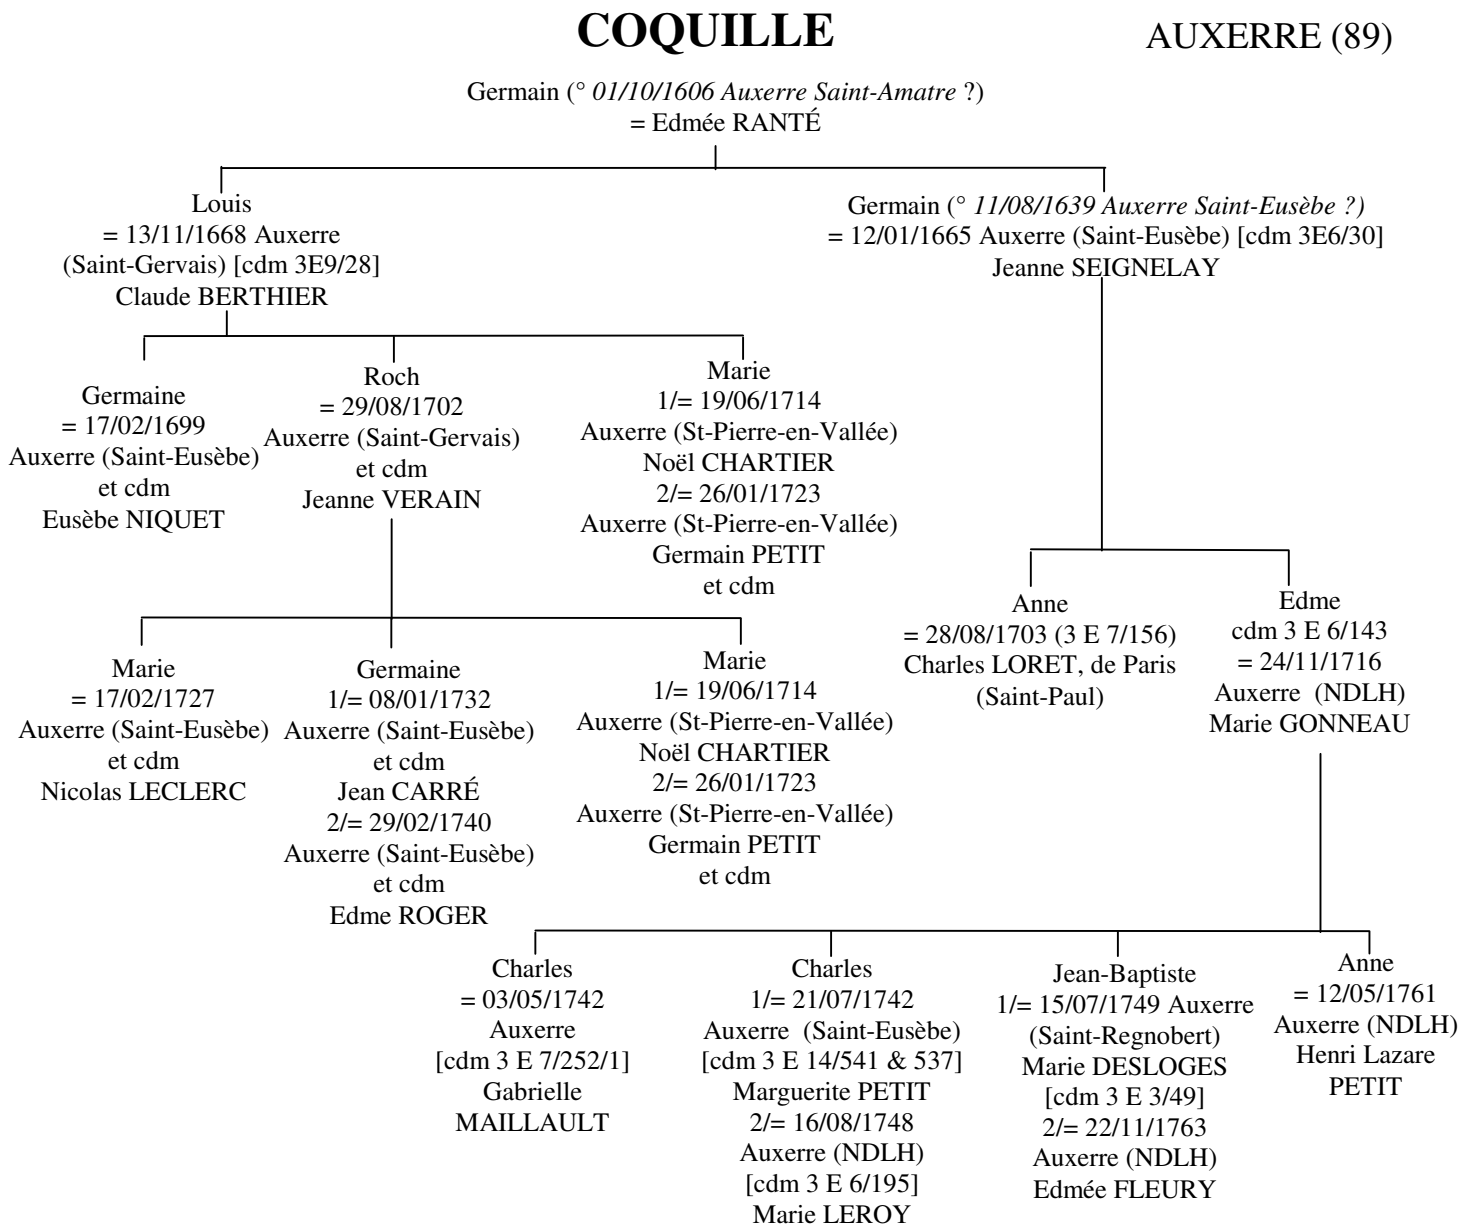 COQUILLE
AUXERRE (89)
Germain (° 01/10/1606 Auxerre Saint-Amatre ?)
= Edmée RANTÉ
Louis
= 13/11/1668 Auxerre
(Saint-Gervais) [cdm 3E9/28]
Claude BERTHIER
Germain (° 11/08/1639 Auxerre Saint-Eusèbe ?)
= 12/01/1665 Auxerre (Saint-Eusèbe) [cdm 3E6/30]
Jeanne SEIGNELAY
Germaine
= 17/02/1699
Auxerre (Saint-Eusèbe)
et cdm
Eusèbe NIQUET
Roch
= 29/08/1702
Auxerre (Saint-Gervais)
et cdm
Jeanne VERAIN
Marie
1/= 19/06/1714
Auxerre (St-Pierre-en-Vallée)
Noël CHARTIER
2/= 26/01/1723
Auxerre (St-Pierre-en-Vallée)
Germain PETIT
et cdm
Anne
= 28/08/1703 (3 E 7/156)
Charles LORET, de Paris
(Saint-Paul)
Edme
cdm 3 E 6/143
= 24/11/1716
Auxerre (NDLH)
Marie GONNEAU
Marie
= 17/02/1727
Auxerre (Saint-Eusèbe)
et cdm
Nicolas LECLERC
Germaine
1/= 08/01/1732
Auxerre (Saint-Eusèbe)
et cdm
Jean CARRÉ
2/= 29/02/1740
Auxerre (Saint-Eusèbe)
et cdm
Edme ROGER
Marie
1/= 19/06/1714
Auxerre (St-Pierre-en-Vallée)
Noël CHARTIER
2/= 26/01/1723
Auxerre (St-Pierre-en-Vallée)
Germain PETIT
et cdm
Charles
= 03/05/1742
Auxerre
[cdm 3 E 7/252/1]
Gabrielle
MAILLAULT
Charles
1/= 21/07/1742
Auxerre (Saint-Eusèbe)
[cdm 3 E 14/541 & 537]
Marguerite PETIT
2/= 16/08/1748
Auxerre (NDLH)
[cdm 3 E 6/195]
Marie LEROY
Jean-Baptiste
1/= 15/07/1749 Auxerre
(Saint-Regnobert)
Marie DESLOGES
[cdm 3 E 3/49]
2/= 22/11/1763
Auxerre (NDLH)
Edmée FLEURY
Anne
= 12/05/1761
Auxerre (NDLH)
Henri Lazare
PETIT